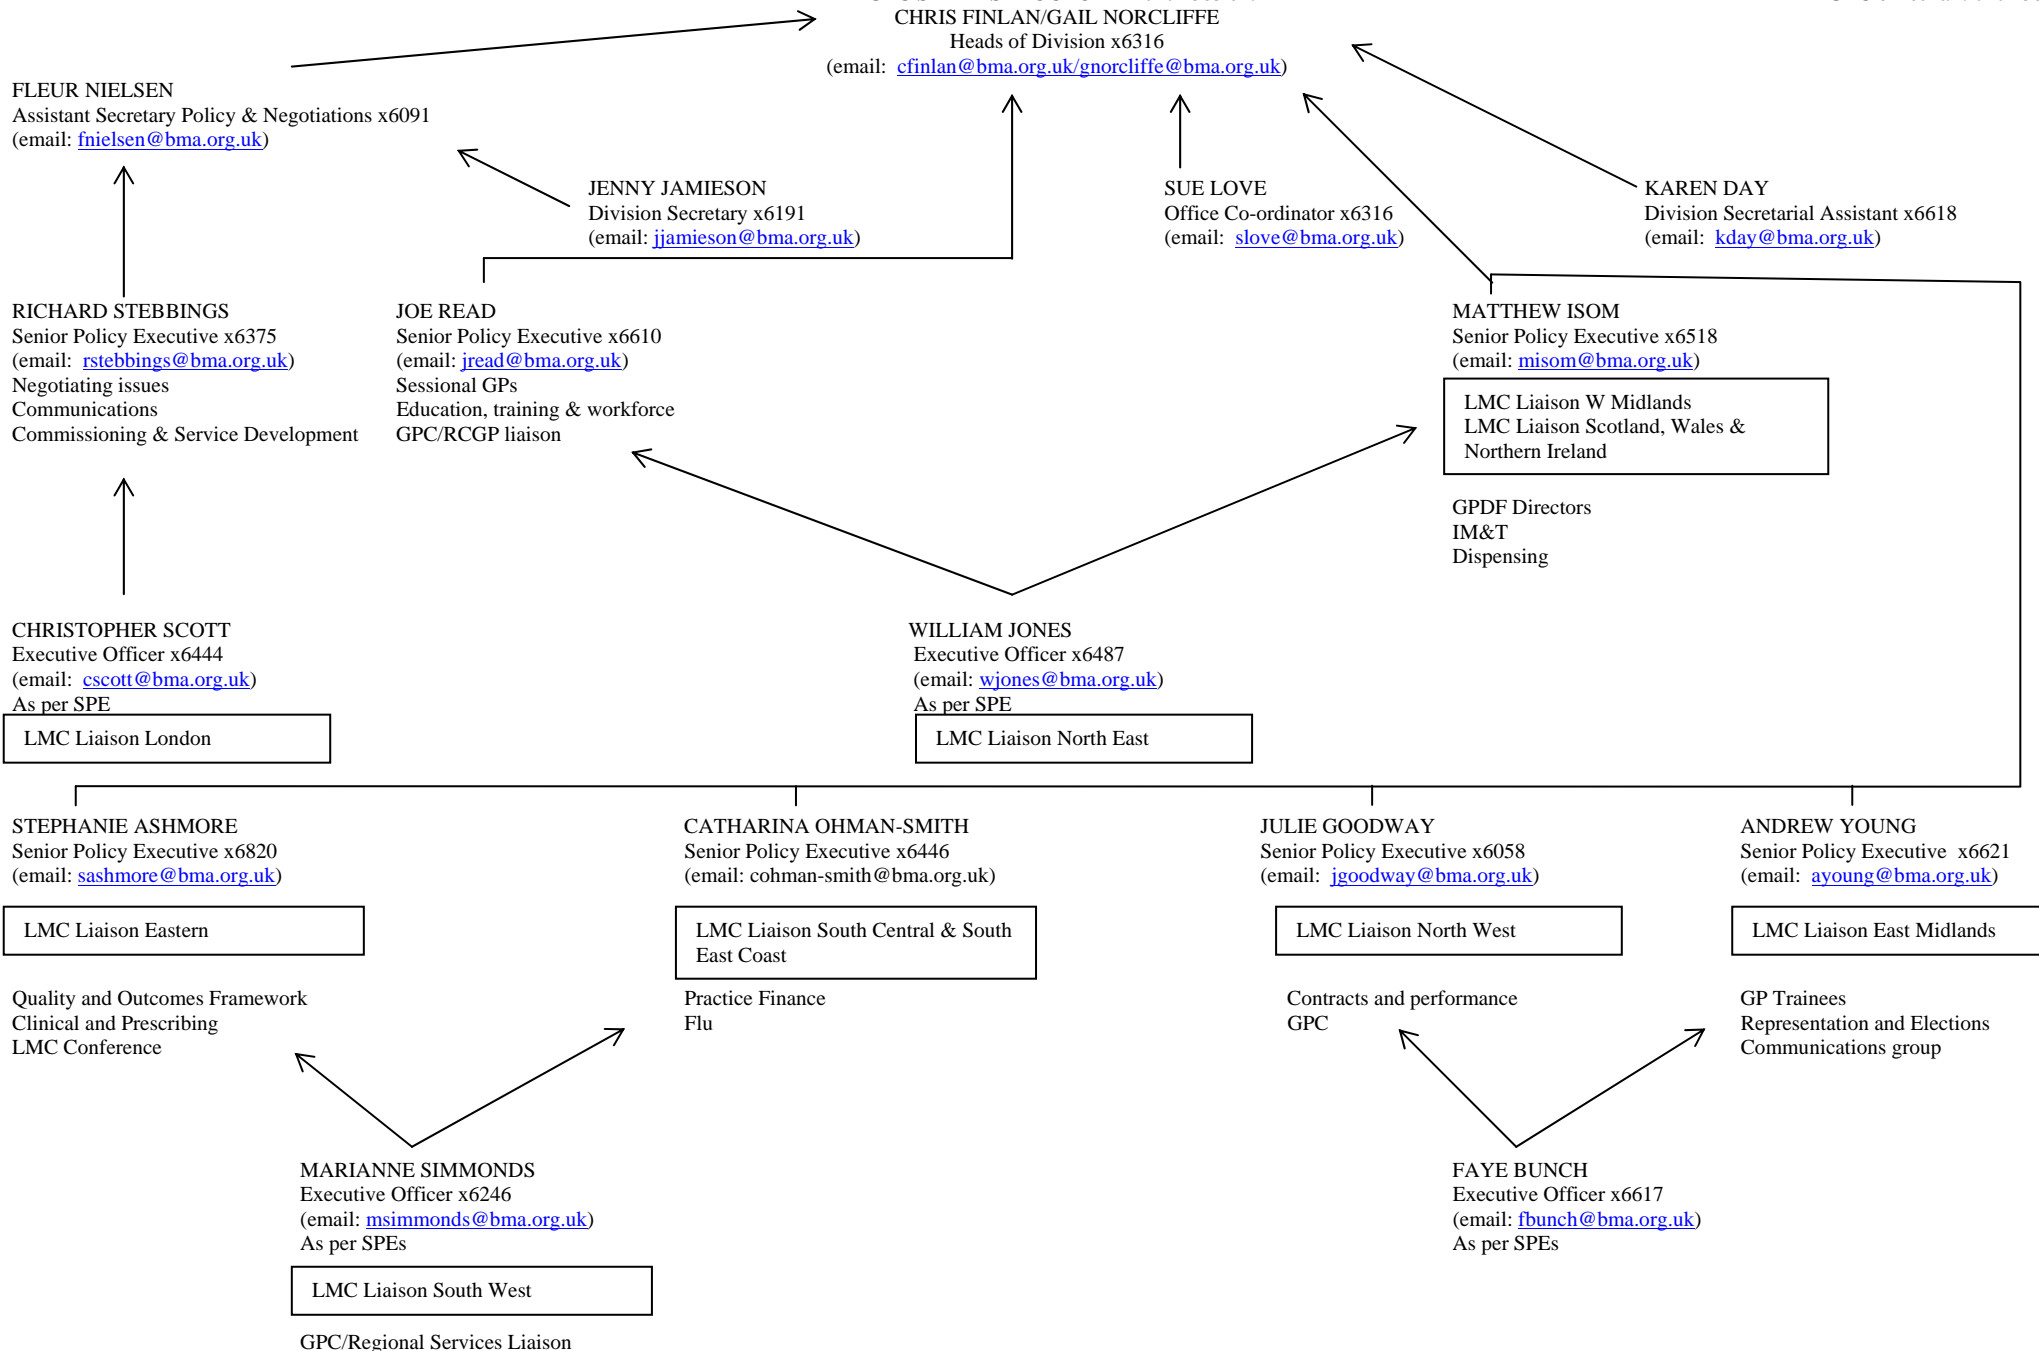 CHRIS FINLAN/GAIL NORCLIFFE
Heads of Division x6316
(email:  cfinlan@bma.org.uk/gnorcliffe@bma.org.uk)
FLEUR NIELSEN
Assistant Secretary Policy & Negotiations x6091
(email: fnielsen@bma.org.uk)
JENNY JAMIESON
Division Secretary x6191
(email: jjamieson@bma.org.uk)
SUE LOVE
Office Co-ordinator x6316
(email:  slove@bma.org.uk)
KAREN DAY
Division Secretarial Assistant x6618
(email:  kday@bma.org.uk)
RICHARD STEBBINGS
Senior Policy Executive x6375
(email:  rstebbings@bma.org.uk)
Negotiating issues
Communications
Commissioning & Service Development
JOE READ
Senior Policy Executive x6610
(email: jread@bma.org.uk)
Sessional GPs
Education, training & workforce
GPC/RCGP liaison
MATTHEW ISOM
Senior Policy Executive x6518
(email: misom@bma.org.uk)
LMC Liaison W Midlands
LMC Liaison Scotland, Wales &
Northern Ireland
GPDF Directors
IM&T
Dispensing
CHRISTOPHER SCOTT
Executive Officer x6444
(email:  cscott@bma.org.uk)
As per SPE
LMC Liaison London
WILLIAM JONES
Executive Officer x6487
(email: wjones@bma.org.uk)
As per SPE
LMC Liaison North East
STEPHANIE ASHMORE
Senior Policy Executive x6820
(email: sashmore@bma.org.uk)
LMC Liaison Eastern
Quality and Outcomes Framework
Clinical and Prescribing
LMC Conference
CATHARINA OHMAN-SMITH
Senior Policy Executive x6446
(email: cohman-smith@bma.org.uk)
LMC Liaison South Central & South
East Coast
Practice Finance
Flu
JULIE GOODWAY
Senior Policy Executive x6058
(email:  jgoodway@bma.org.uk)
LMC Liaison North West
Contracts and performance
GPC
ANDREW YOUNG
Senior Policy Executive  x6621
(email:  ayoung@bma.org.uk)
LMC Liaison East Midlands
GP Trainees
Representation and Elections
Communications group
MARIANNE SIMMONDS
Executive Officer x6246
(email: msimmonds@bma.org.uk)
As per SPEs
LMC Liaison South West
GPC/Regional Services Liaison
FAYE BUNCH
Executive Officer x6617
(email: fbunch@bma.org.uk)
As per SPEs